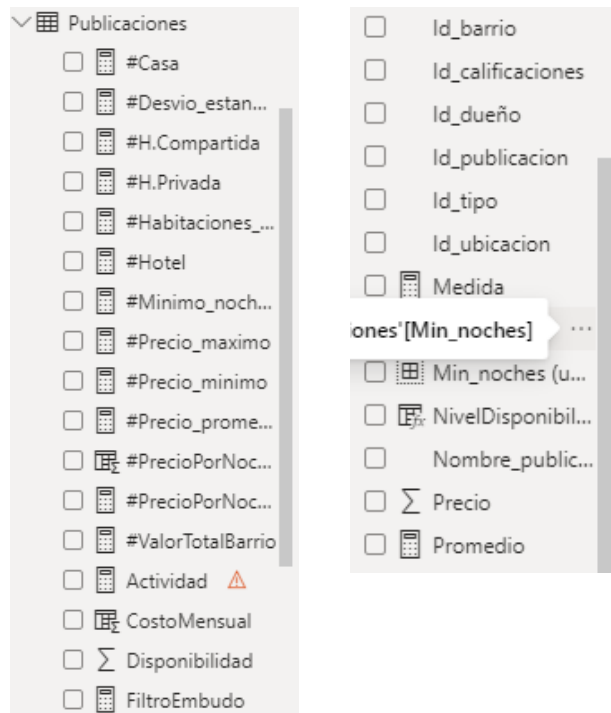 Publicaciones
#Casa
#Desvio_estan...
#H.Compartida
#H.Privada
#Habitaciones_...
#Hotel
#Minimo_noch...
#Precio_maximo
#Precio_minimo
#Precio_prome...
#PrecioPorNoc...
#PrecioPorNoc...
#ValorTotalBarrio
Actividad
CostoMensual
Disponibilidad
FiltroEmbudo
Id_barrio
Id_calificaciones
Id_dueño
Id_publicacion
Id_tipo
Id_ubicacion
Medida
iones'[Min_noches] ...
Min_noches (u...
NivelDisponibil...
Nombre_public...
Precio
Promedio